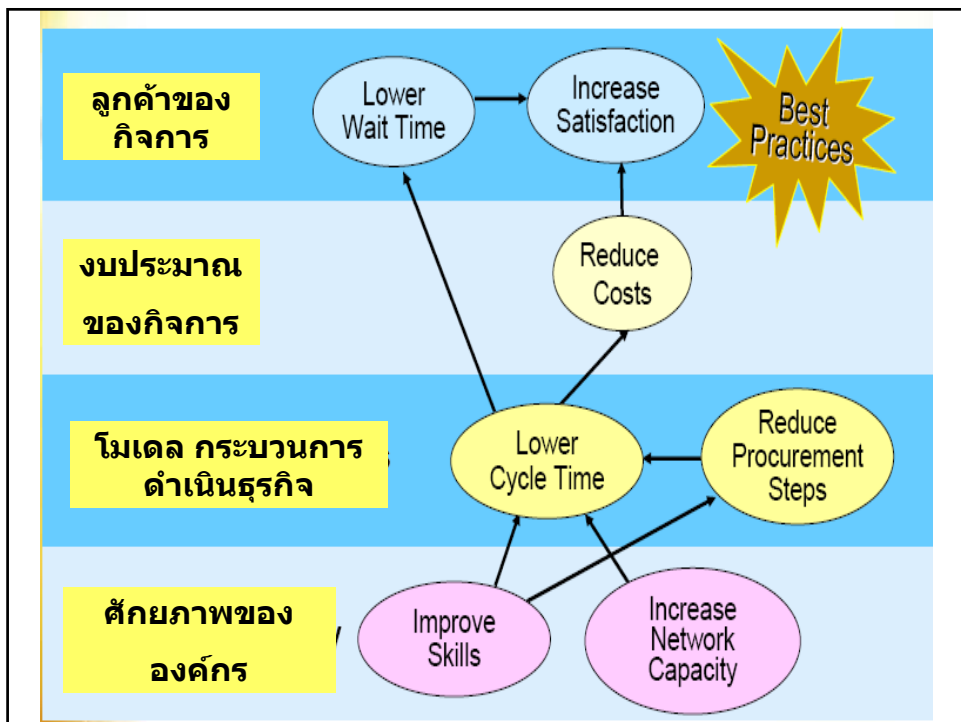 ลูกค้าของ
กิจการ
Lower
Wait Time
Increase
Satisfaction
Best
Practices
งบประมาณ
ของกิจการ
Reduce
Costs
โมเดล กระบวนการ
ดำเนินธุรกิจ
Lower
Cycle Time
Reduce
Procurement
Steps
ศักยภาพของ
องค์กร
Improve
Skills
Increase
Network
Capacity